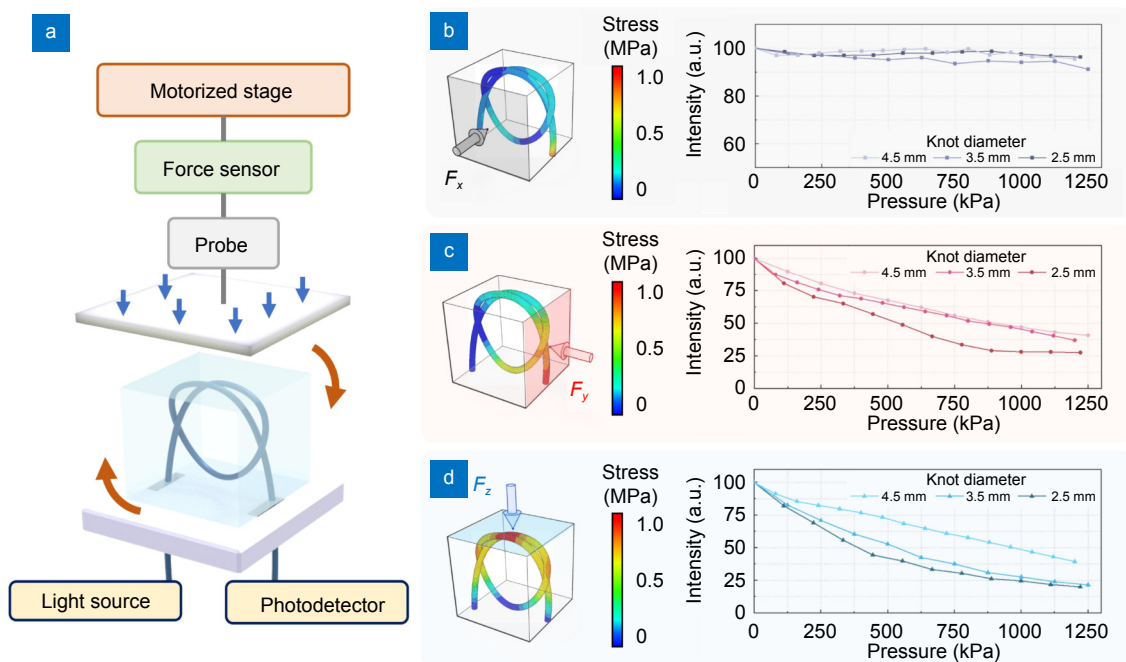 a
Motorized stage
Force sensor
Probe
Light source
Photodetector
b
Fx
Stress
(MPa)
1.0
0.5
0
Intensity (a.u.)
100
80
60
Knot diameter
4.5 mm 3.5 mm 2.5 mm
0 250 500 750 1000 1250
Pressure (kPa)
c
Fy
Stress
(MPa)
1.0
0.5
0
Intensity (a.u.)
100
75
50
25
0
Knot diameter
4.5 mm 3.5 mm 2.5 mm
0 250 500 750 1000 1250
Pressure (kPa)
d
Fz
Stress
(MPa)
1.0
0.5
0
Intensity (a.u.)
100
75
50
25
0
Knot diameter
4.5 mm 3.5 mm 2.5 mm
0 250 500 750 1000 1250
Pressure (kPa)